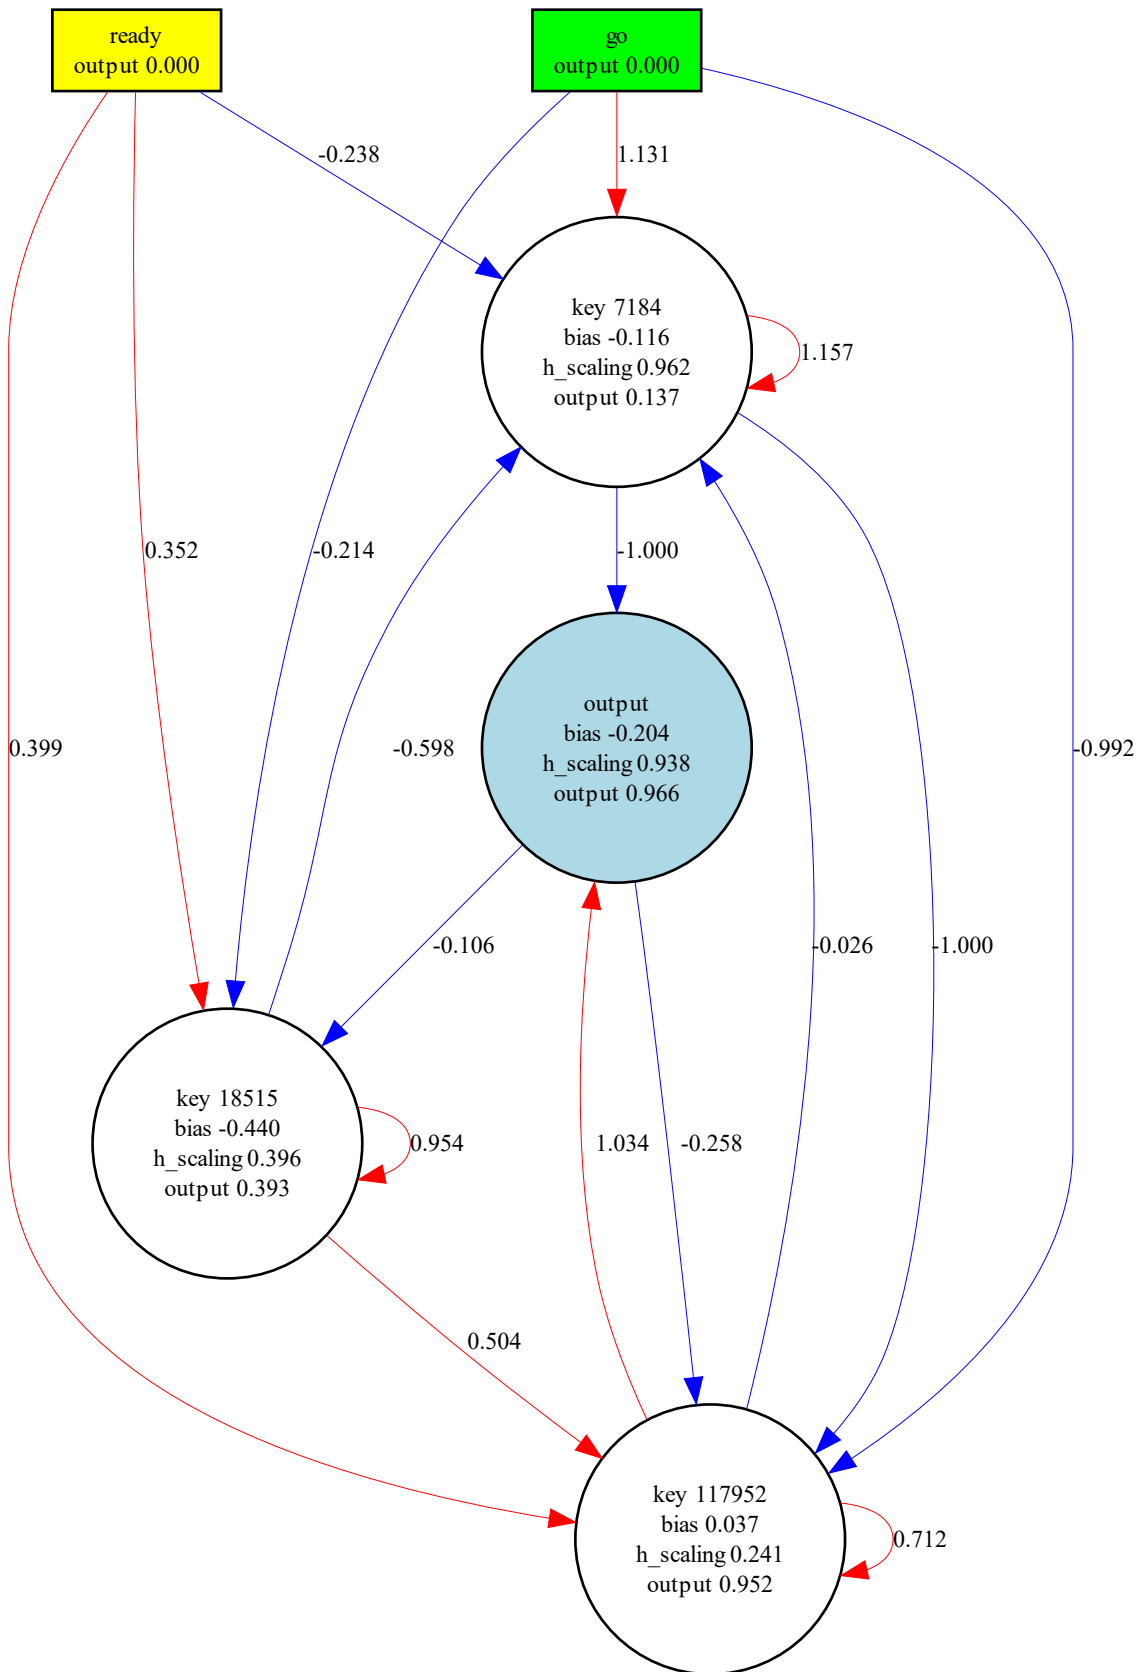 ready
output 0.000
go
output 0.000
-0.238
1.131
key 7184
bias -0.116
h_scaling 0.962
output 0.137
1.157
0.352
-0.214
-1.000
output
bias -0.204
h_scaling 0.938
output 0.966
0.399
-0.598
-0.992
-0.106
-0.026
-1.000
key 18515
bias -0.440
h_scaling 0.396
output 0.393
0.954
1.034
-0.258
0.504
key 117952
bias 0.037
h_scaling 0.241
output 0.952
0.712